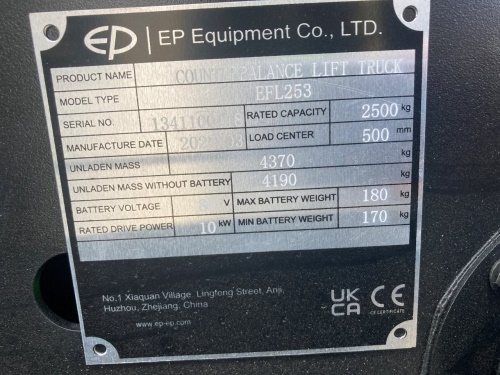 EP | EP Equipment Co., LTD.
PRODUCT NAME COUNTERBALANCE LIFT TRUCK
MODEL TYPE EFL253
SERIAL NO. RATED CAPACITY 2500 kg
MANUFACTURE DATE LOAD CENTER 500 mm
UNLADEN MASS 4370 kg
UNLADEN MASS WITHOUT BATTERY 4190 kg
BATTERY VOLTAGE V MAX BATTERY WEIGHT 180 kg
RATED DRIVE POWER 10 kW MIN BATTERY WEIGHT 170 kg
No.1 Xiaquan Village, Lingfong Street, Anji,
Huzhou, Zhejiang, China
www.ep-ep.com
UK
CA CE
CE CERTIFICATE